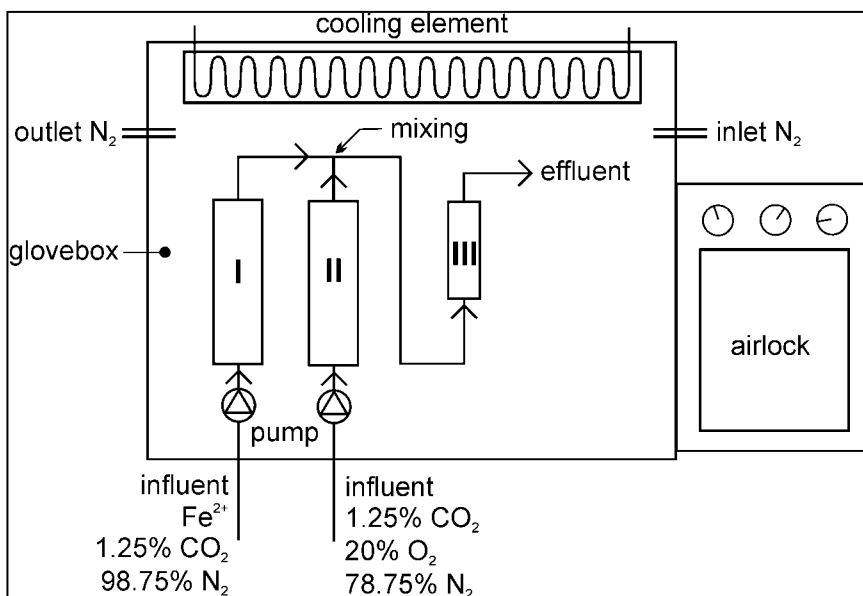 cooling element
outlet N₂
mixing
inlet N₂
effluent
glovebox
I
II
III
airlock
pump
influent
Fe²⁺
1.25% CO₂
98.75% N₂
influent
1.25% CO₂
20% O₂
78.75% N₂